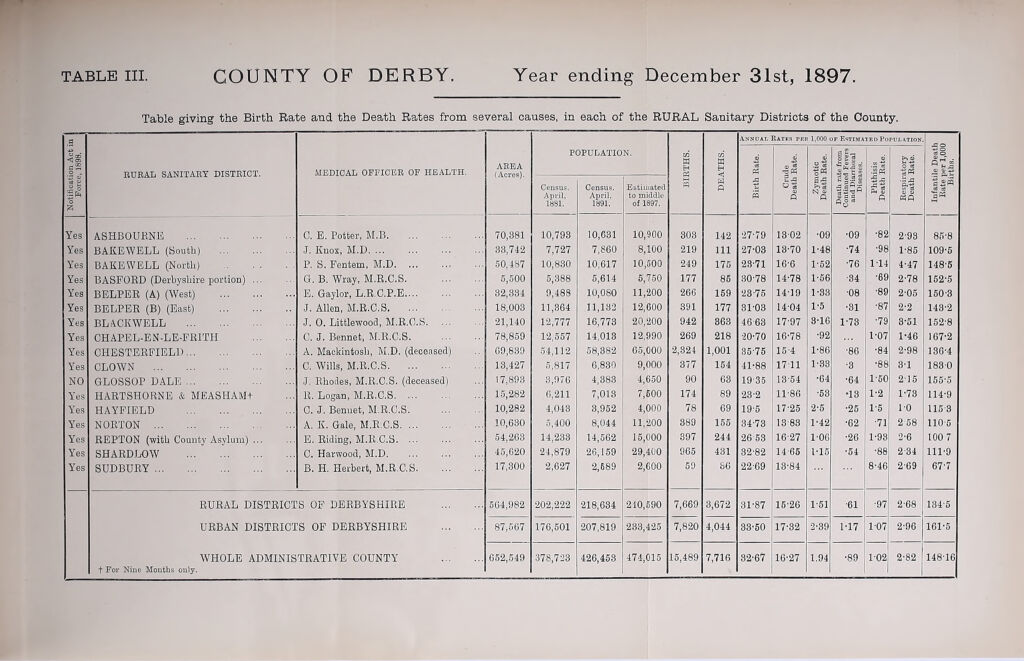 TABLE III. COUNTY OF DERBY. Year ending December 31st, 1897.
Table giving the Birth Rate and the Death Rates from several causes, in each of the RURAL Sanitary Districts of the County.
Notification Act in Force, 1898. RURAL SANITARY DISTRICT. MEDICAL OFFICER OF HEALTH. AREA (Acres). POPULATION. BIRTHS. DEATHS. ANNUAL RATES PER 1,000 OF ESTIMATED POPULATION. Infantile Death Rate per 1,000 Births.
Census, April, 1881. Census, April, 1891. Estimated to middle of 1897. Birth Rate. Crude Death Rate. Zymotic Death Rate. Death rate from Continued Fevers and Diarrhœal Diseases. Phthisis Death Rate. Respiratory Death Rate.
Yes ASHBOURNE ... C. E. Potter, M.B. ... 70,381 10,793 10,631 10,900 303 142 27·79 13·02 ·09 ·09 ·82 2·93 85·8
Yes BAKEWELL (South) ... J. Knox, M.D. ... 33,742 7,727 7,860 8,100 219 111 27·03 13·70 1·48 ·74 ·98 1·85 109·5
Yes BAKEWELL (North) ... P. S. Fentem, M.D. ... 50,487 10,830 10,617 10,500 249 175 23·71 16·6 1·52 ·76 1·14 4·47 148·5
Yes BASFORD (Derbyshire portion) ... G. B. Wray, M.R.C.S. ... 5,500 5,388 5,614 5,750 177 85 30·78 14·78 1·56 ·34 ·69 2·78 152·5
Yes BELPER (A) (West) ... E. Gaylor, L.R.C.P.E.... 32,334 9,488 10,080 11,200 266 159 23·75 14·19 1·33 ·08 ·89 2·05 150·3
Yes BELPER (B) (East) ... J. Allen, M.R.C.S. ... 18,003 11,364 11,182 12,600 391 177 31·03 14·04 1·5 ·31 ·87 2·2 143·2
Yes BLACKWELL ... J. O. Littlewood, M.R.C.S. ... 21,140 12,777 16,773 20,200 942 363 46·63 17·97 3·16 1·73 ·79 3·51 152·8
Yes CHAPEL-EN-LE-FRITH ... C. J. Bennet, M.R.C.S. ... 78,859 12,557 14,013 12,990 269 218 20·70 16·78 ·92 ... 1·07 1·46 167·2
Yes CHESTERFIELD ... A. Mackintosh, M.D. (deceased) 69,839 54,112 58,382 65,000 2,324 1,001 35·75 15·4 1·86 ·86 ·84 2·98 136·4
Yes CLOWN ... C. Wills, M.R.C.S. ... 13,427 5,817 6,830 9,000 377 154 41·88 17·11 1·33 ·3 ·88 3·1 183·0
NO GLOSSOP DALE ... J. Rhodes, M.R.C.S. (deceased) 17,893 3,976 4,383 4,650 90 63 19·35 13·54 ·64 ·64 1·50 2·15 155·5
Yes HARTSHORNE & MEASHAM† R. Logan, M.R.C.S. ... 15,282 6,211 7,013 7,500 174 89 23·2 11·86 ·53 ·13 1·2 1·73 114·9
Yes HAYFIELD ... C. J. Bennet, M.R.C.S. 10,282 4,043 3,952 4,000 78 69 19·5 17·25 2·5 ·25 1·5 1·0 115·3
Yes NORTON ... A. K. Gale, M.R.C.S. ... 10,630 5,400 8,044 11,200 389 155 34·73 13·83 1·42 ·62 ·71 2·58 110·5
Yes REPTON (with County Asylum) ... E. Riding, M.R.C.S. ... 54,263 14,233 14,562 15,000 397 244 26·53 16·27 1·06 ·26 1·93 2·6 100·7
Yes SHARDLOW ... C. Harwood, M.D. ... 45,620 24,879 26,159 29,400 965 431 32·82 14·65 1·15 ·54 ·88 2·34 111·9
Yes SUDBURY ... B. H. Herbert, M.R.C.S. ... 17,300 2,627 2,589 2,600 59 36 22·69 13·84 ... ... 8·46 2·69 67·7
RURAL DISTRICTS OF DERBYSHIRE ... 564,982 202,222 218,634 240,590 7,669 3,672 31·87 15·26 1·51 ·61 ·97 2·68 134·5
URBAN DISTRICTS OF DERBYSHIRE ... 87,567 176,501 207,819 233,425 7,820 4,044 33·50 17·32 2·39 1·17 1·07 2·96 161·5
WHOLE ADMINISTRATIVE COUNTY ... 652,549 378,723 426,453 474,015 15,489 7,716 32·67 16·27 1.94 ·89 1·02 2·82 148·16
† For Nine Months only.